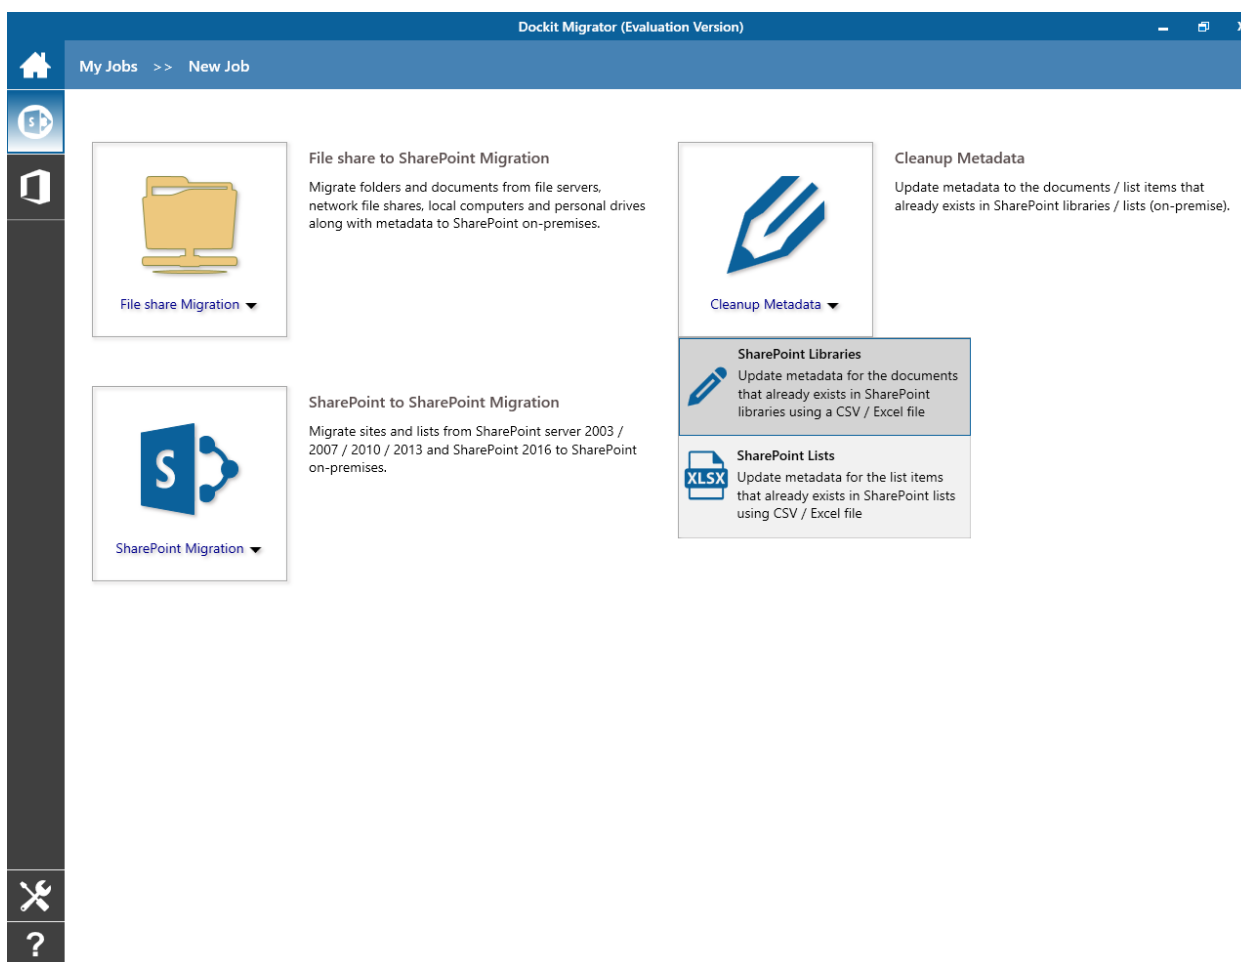 Dockit Migrator (Evaluation Version)
My Jobs >> New Job
File share to SharePoint Migration
Migrate folders and documents from file servers,
network file shares, local computers and personal drives
along with metadata to SharePoint on-premises.
File share Migration
Cleanup Metadata
Update metadata to the documents / list items that
already exists in SharePoint libraries / lists (on-premise).
Cleanup Metadata
SharePoint Libraries
Update metadata for the documents
that already exists in SharePoint
libraries using a CSV / Excel file
XLSX
SharePoint Lists
Update metadata for the list items
that already exists in SharePoint lists
using CSV / Excel file
S
SharePoint to SharePoint Migration
Migrate sites and lists from SharePoint server 2003 /
2007 / 2010 / 2013 and SharePoint 2016 to SharePoint
on-premises.
SharePoint Migration
S
?